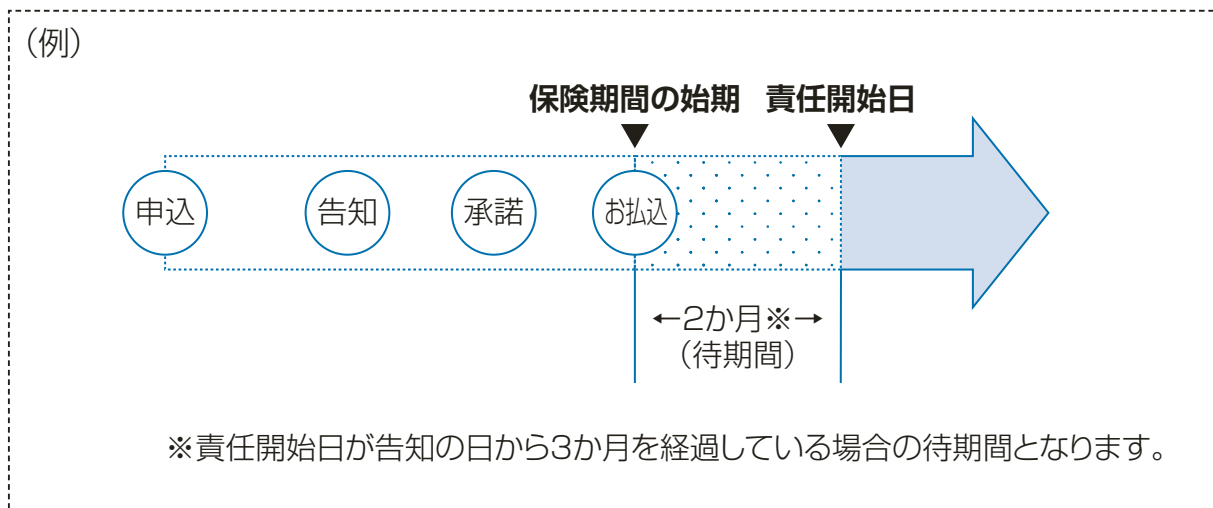 （例）
保険期間の始期 責任開始日
申込 告知 承諾 お払込
←2か月※→
（待期間）
※責任開始日が告知の日から3か月を経過している場合の待期間となります。